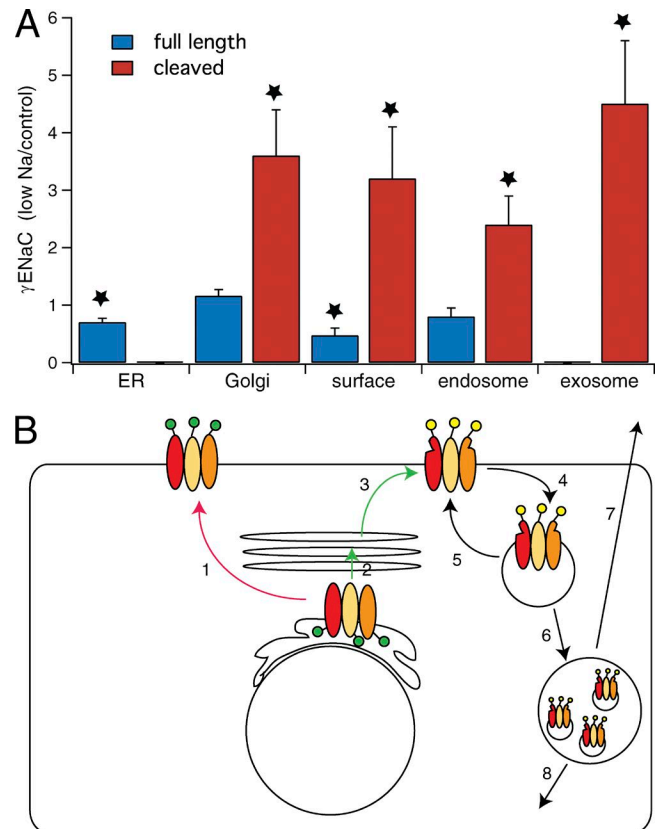 A
6
5
4
3
2
1
0
γENaC (low Na/control)
full length
cleaved
ER
Golgi
surface
endosome
exosome
B
1
2
3
4
5
6
7
8